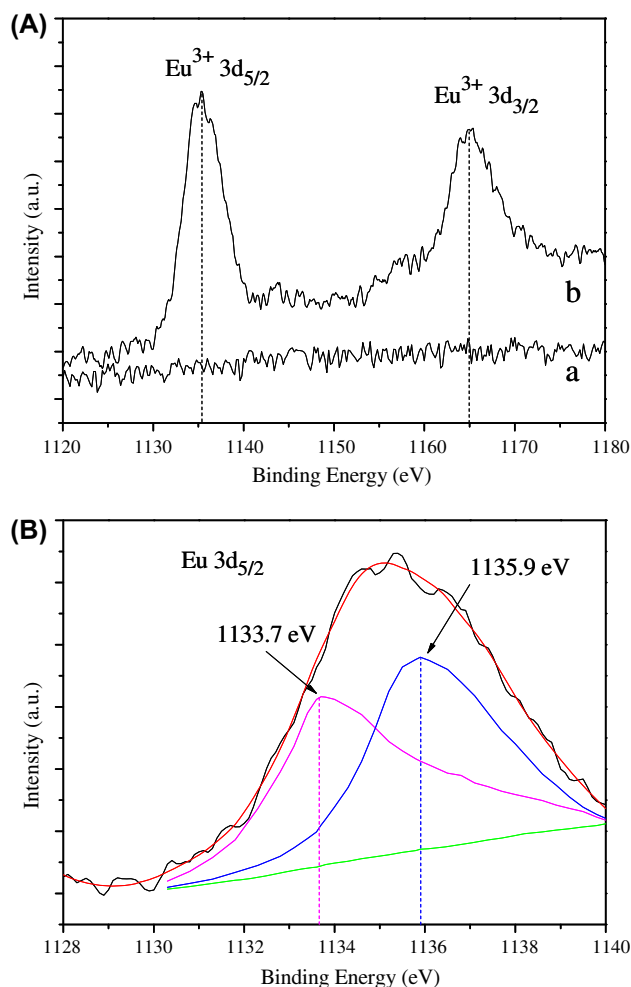 (A)
Eu³⁺ 3d₅/₂
Eu³⁺ 3d₃/₂
b
a
Intensity (a.u.)
1120 1130 1140 1150 1160 1170 1180
Binding Energy (eV)
(B)
Eu 3d₅/₂
1135.9 eV
1133.7 eV
Intensity (a.u.)
1128 1130 1132 1134 1136 1138 1140
Binding Energy (eV)